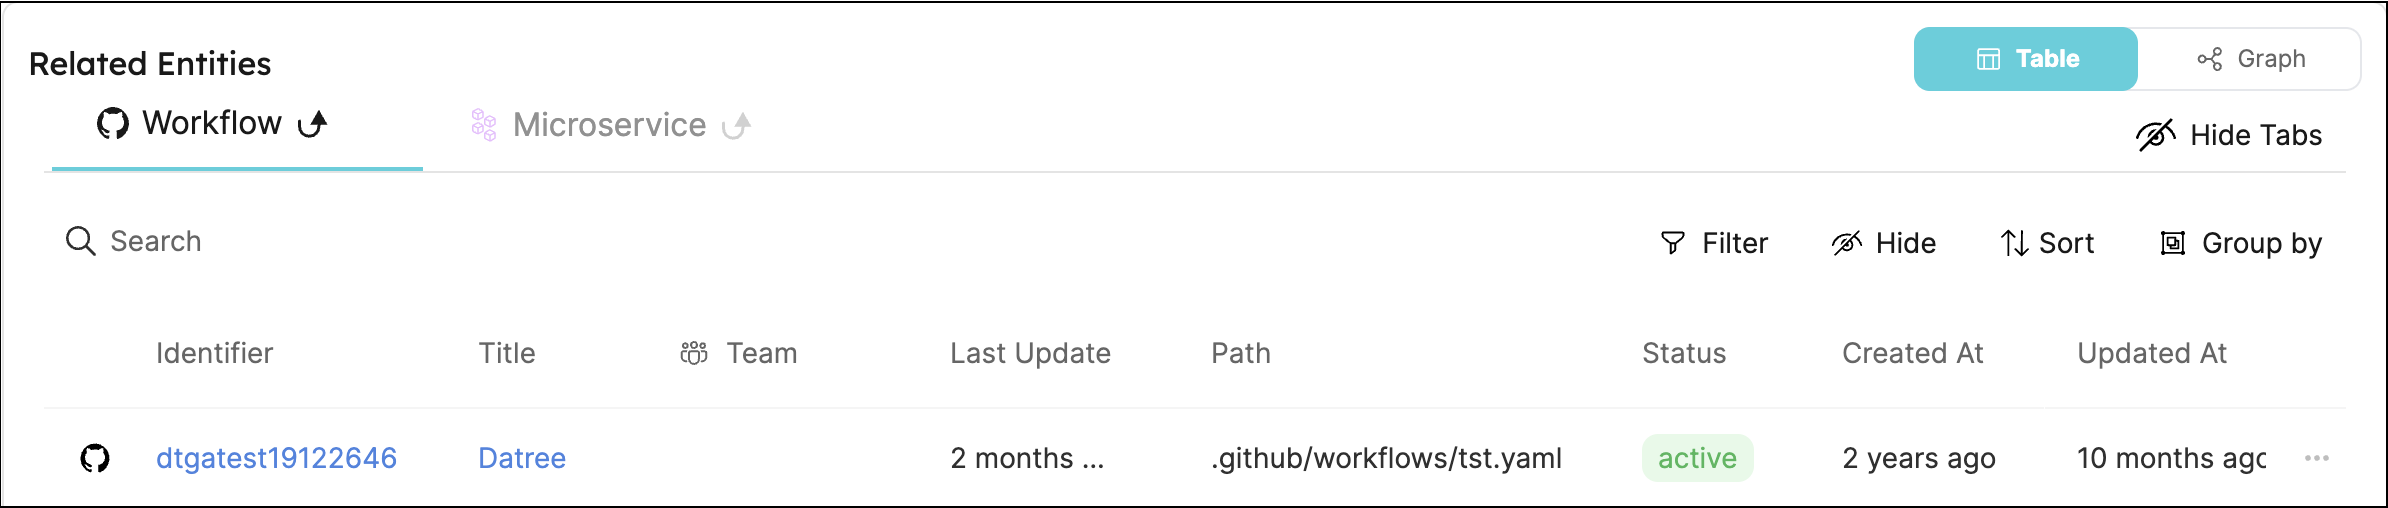 Related Entities
Table Graph
Workflow Microservice
Hide Tabs
Search Filter Hide Sort Group by
Identifier Title Team Last Update Path Status Created At Updated At
dtgatest19122646 Datree 2 months ... .github/workflows/tst.yaml active 2 years ago 10 months ago ...